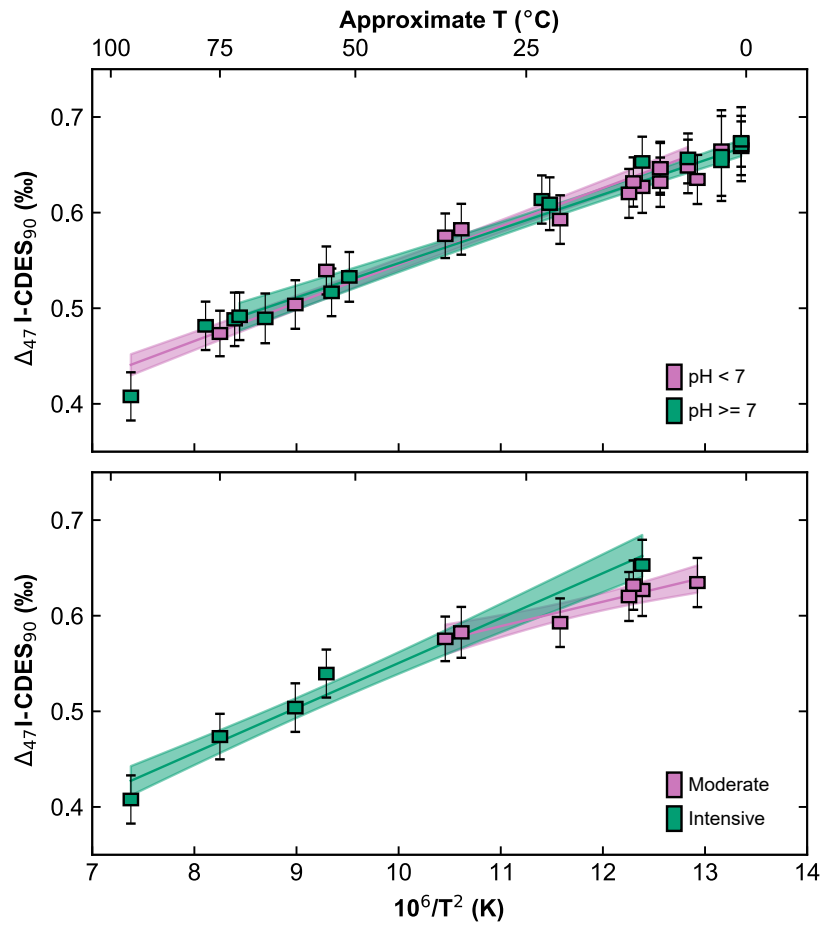 Approximate T (°C)
100 75 50 25 0
0.7
0.6
0.5
0.4
Δ47 I-CDES90 (‰)
pH < 7
pH >= 7
0.7
0.6
0.5
0.4
Δ47 I-CDES90 (‰)
Moderate
Intensive
7 8 9 10 11 12 13 14
10⁶/T² (K)